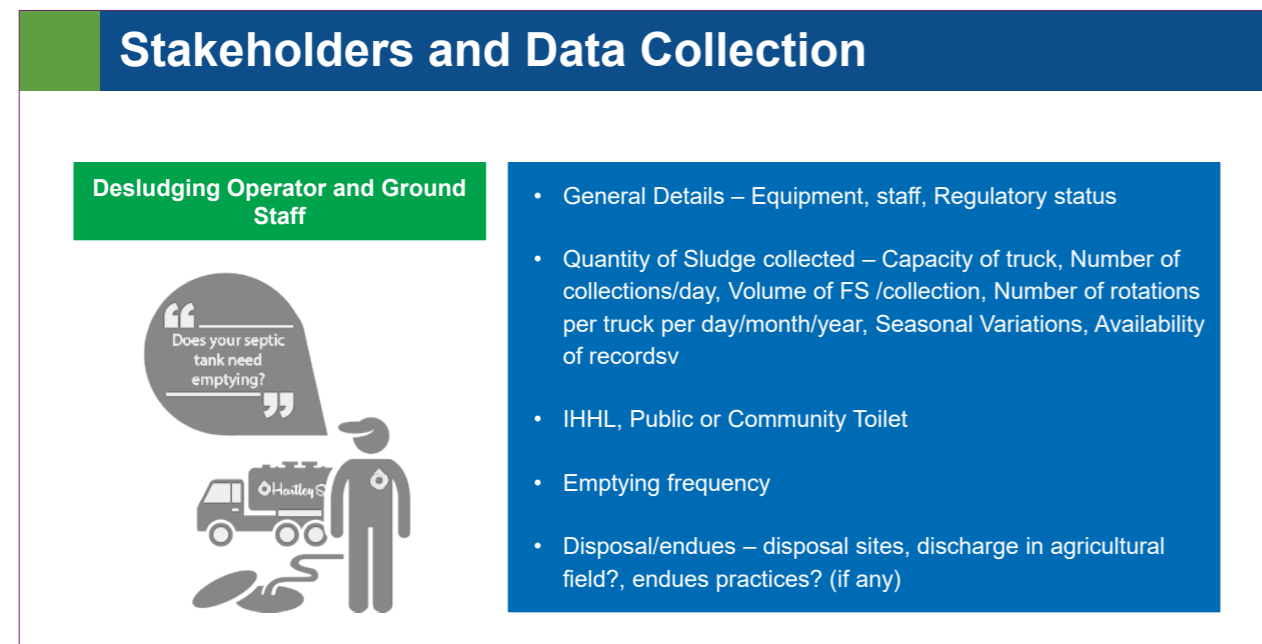 Stakeholders and Data Collection
Desludging Operator and Ground
Staff
“
Does your septic
tank need
emptying?
”
Hartley S
• General Details – Equipment, staff, Regulatory status
• Quantity of Sludge collected – Capacity of truck, Number of
collections/day, Volume of FS /collection, Number of rotations
per truck per day/month/year, Seasonal Variations, Availability
of recordsv
• IHHL, Public or Community Toilet
• Emptying frequency
• Disposal/endues – disposal sites, discharge in agricultural
field?, endues practices? (if any)